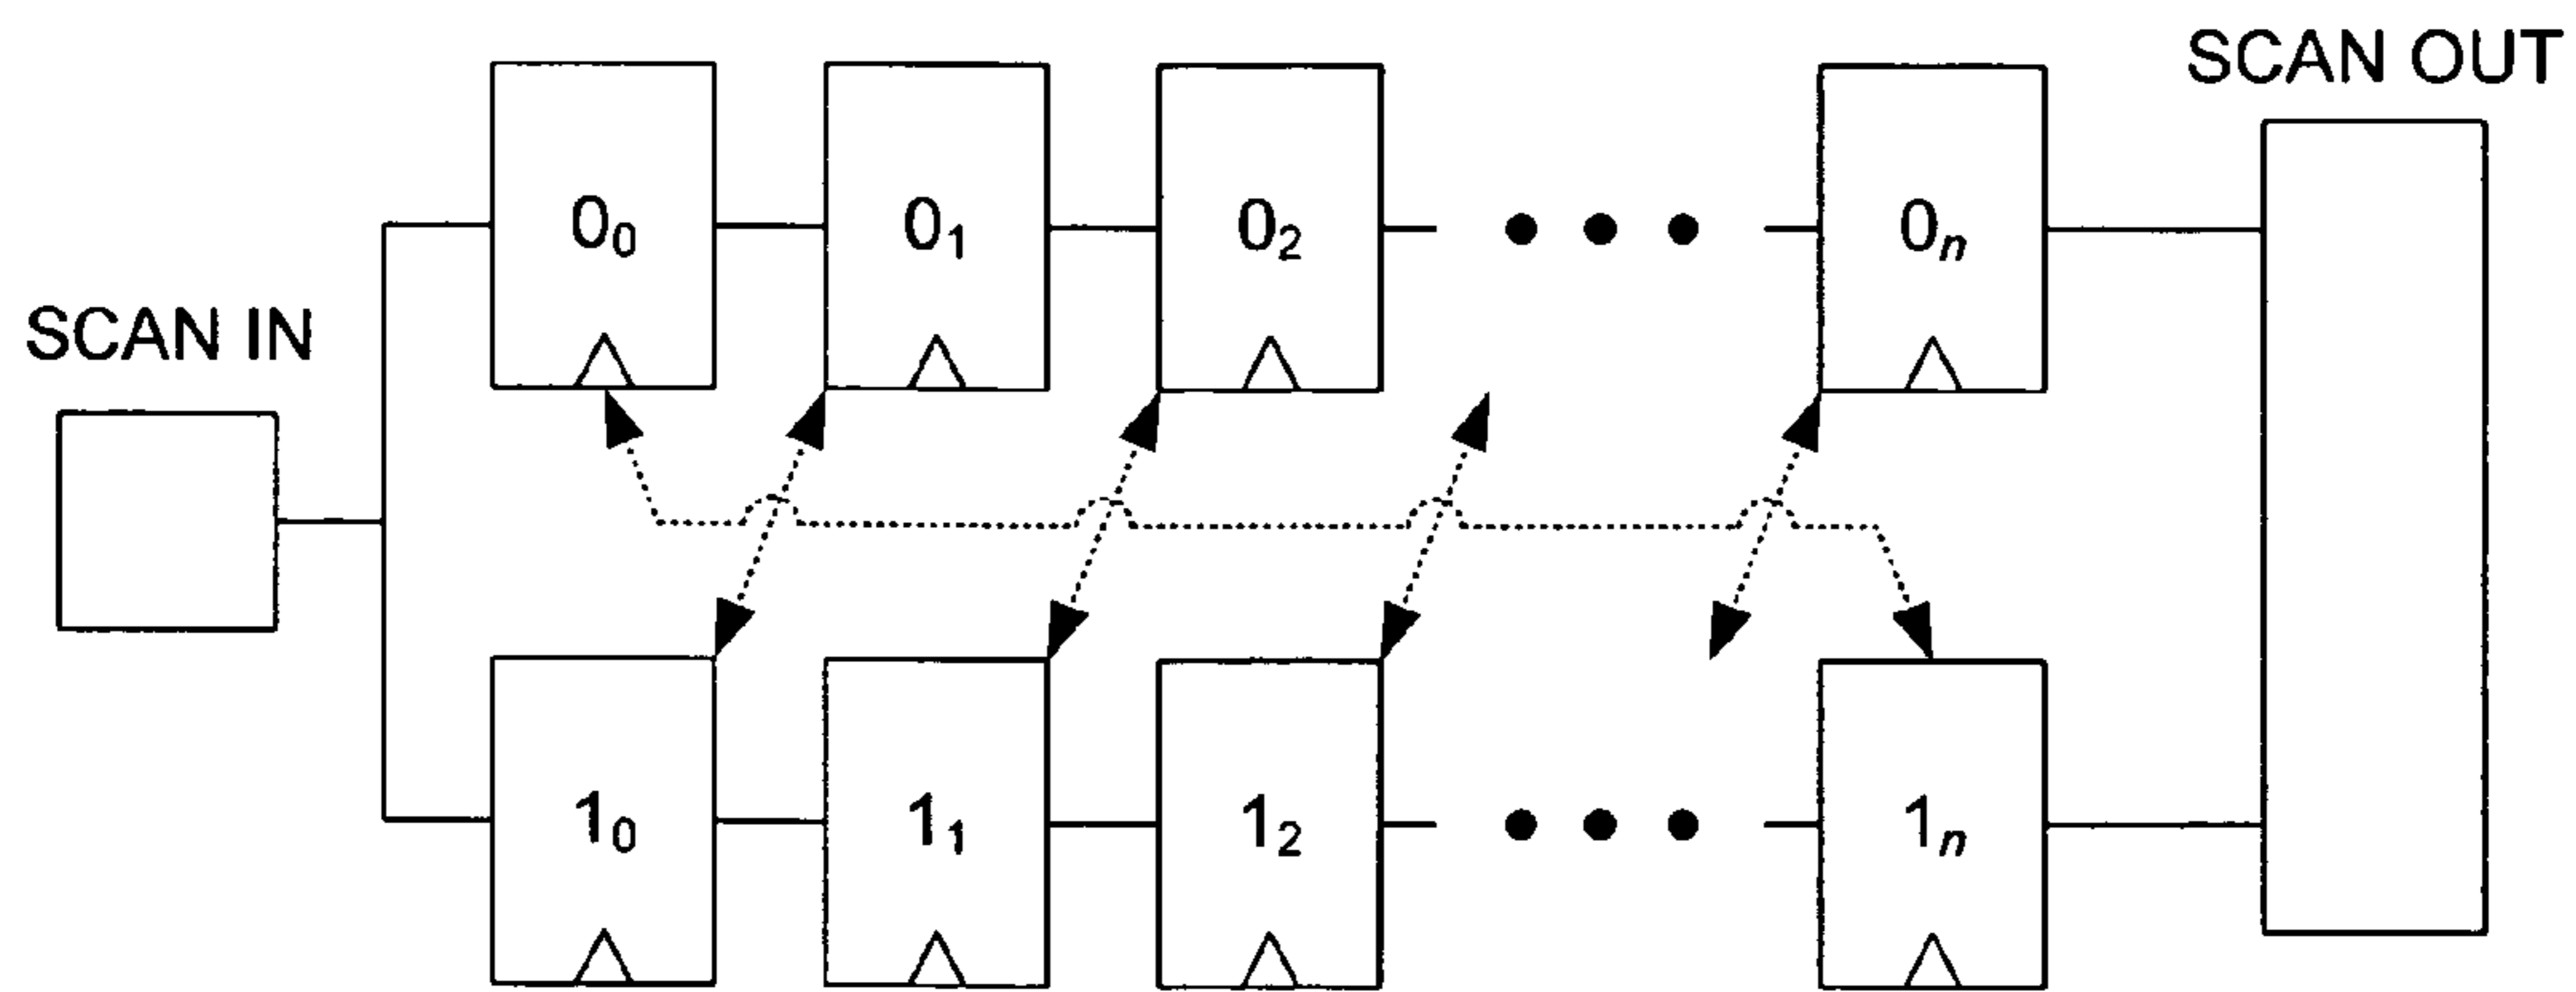 SCAN OUT
0₀ 0₁ 0₂ 0ₙ
SCAN IN
1₀ 1₁ 1₂ 1ₙ